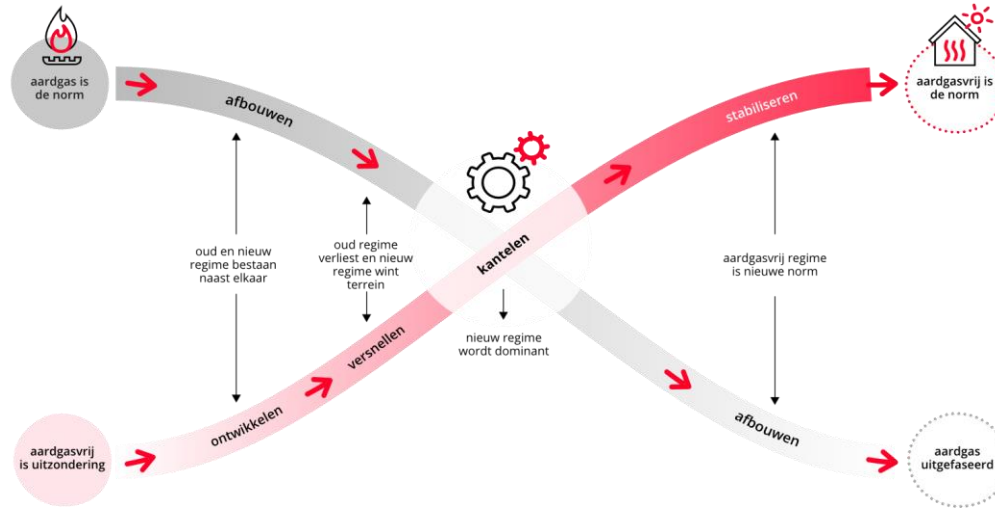 aardgas is
de norm
afbouwen
stabiliseren
aardgasvrij is
de norm
oud en nieuw
regime bestaan
naast elkaar
oud regime
verliest en nieuw
regime wint
terrein
kantelen
aardgasvrij regime
is nieuwe norm
nieuw regime
wordt dominant
versnellen
ontwikkelen
afbouwen
aardgasvrij
is uitzondering
aardgas
uitgefaseerd